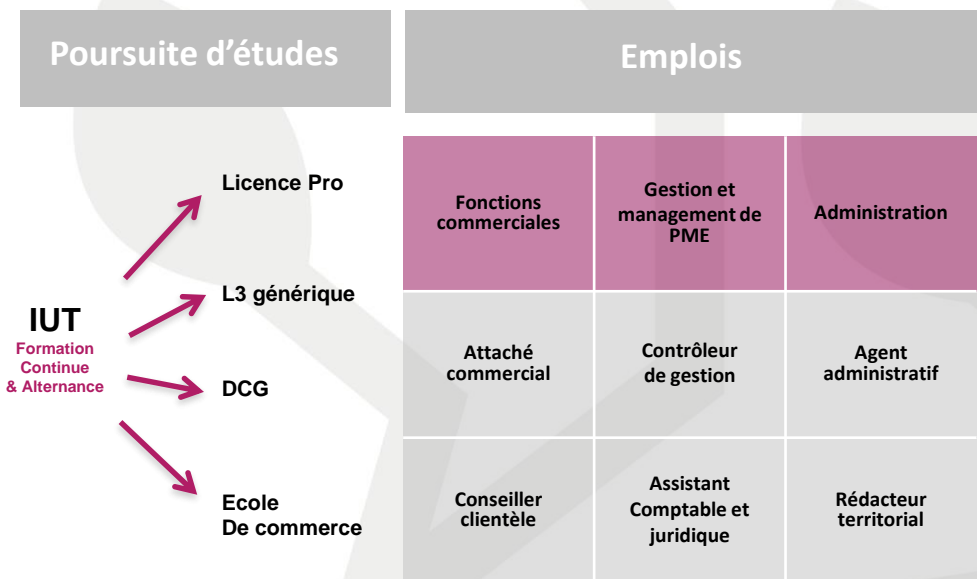 Poursuite d’études
Emplois
IUT
Formation
Continue
& Alternance
Licence Pro
L3 générique
DCG
Ecole
De commerce
Fonctions
commerciales
Gestion et
management de
PME
Administration
Attaché
commercial
Contrôleur
de gestion
Agent
administratif
Conseiller
clientèle
Assistant
Comptable et
juridique
Rédacteur
territorial